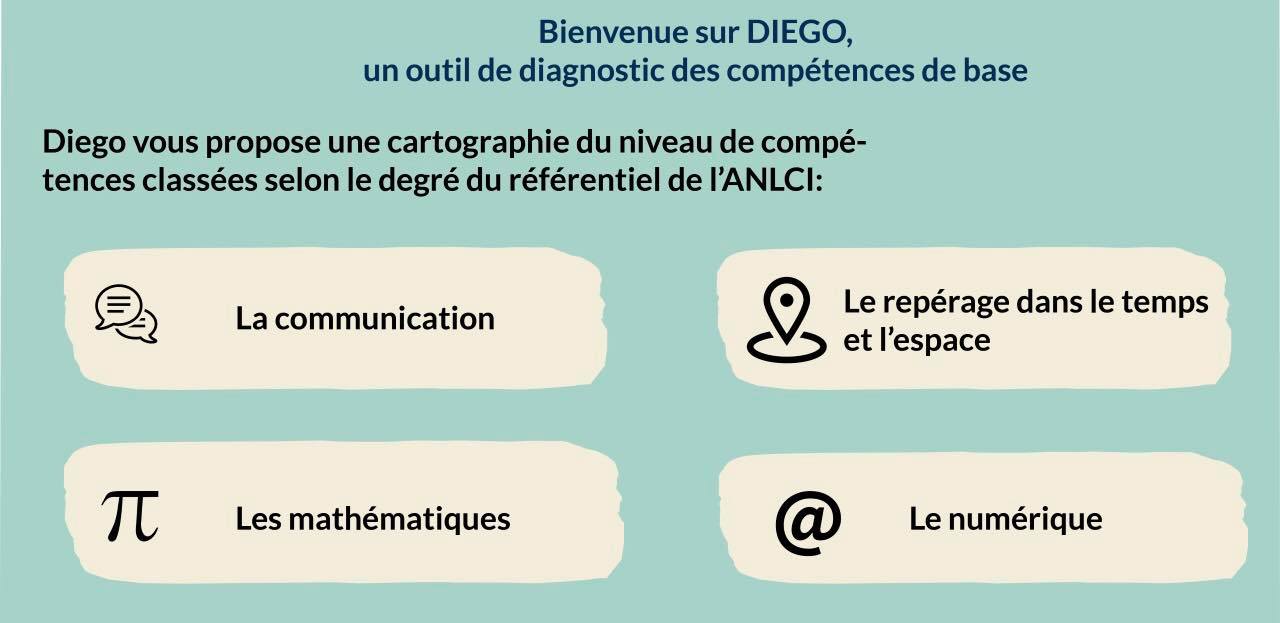 Bienvenue sur DIEGO,
un outil de diagnostic des compétences de base
Diego vous propose une cartographie du niveau de compé-
tences classées selon le degré du référentiel de l’ANLCI:
La communication
Le repérage dans le temps
et l’espace
π
Les mathématiques
@
Le numérique